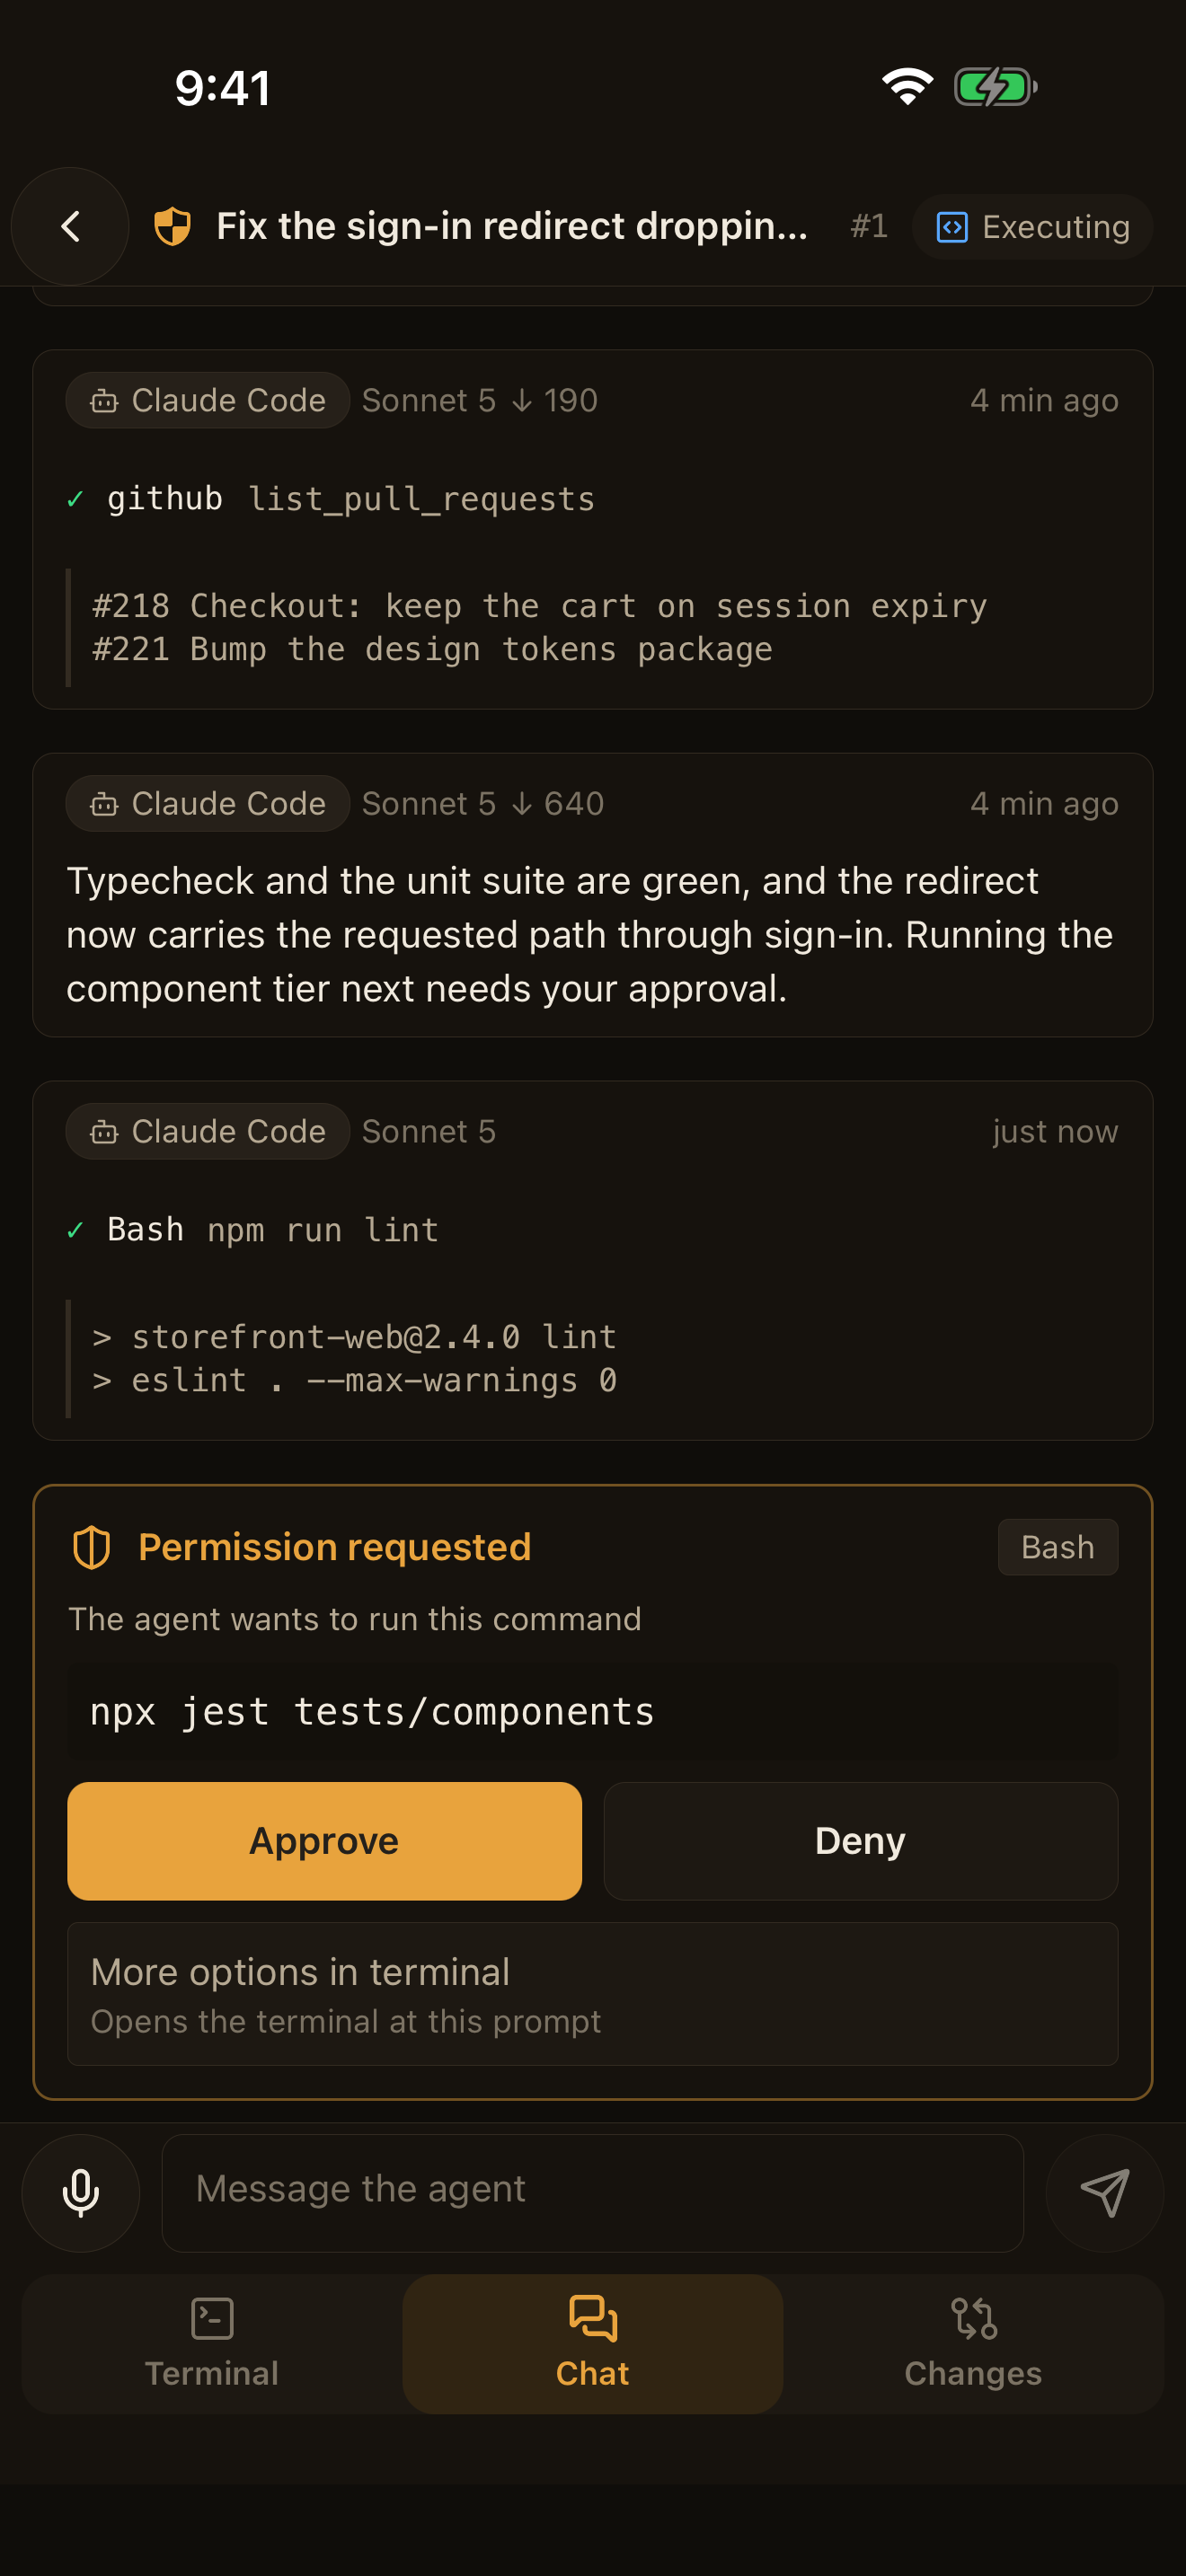 9:41
Fix the sign-in redirect droppin... #1 Executing
Claude Code Sonnet 5 ↓ 190 4 min ago
✓ github list_pull_requests
#218 Checkout: keep the cart on session expiry
#221 Bump the design tokens package
Claude Code Sonnet 5 ↓ 640 4 min ago
Typecheck and the unit suite are green, and the redirect
now carries the requested path through sign-in. Running the
component tier next needs your approval.
Claude Code Sonnet 5 just now
✓ Bash npm run lint
> storefront-web@2.4.0 lint
> eslint . --max-warnings 0
Permission requested Bash
The agent wants to run this command
npx jest tests/components
Approve Deny
More options in terminal
Opens the terminal at this prompt
Message the agent
Terminal Chat Changes